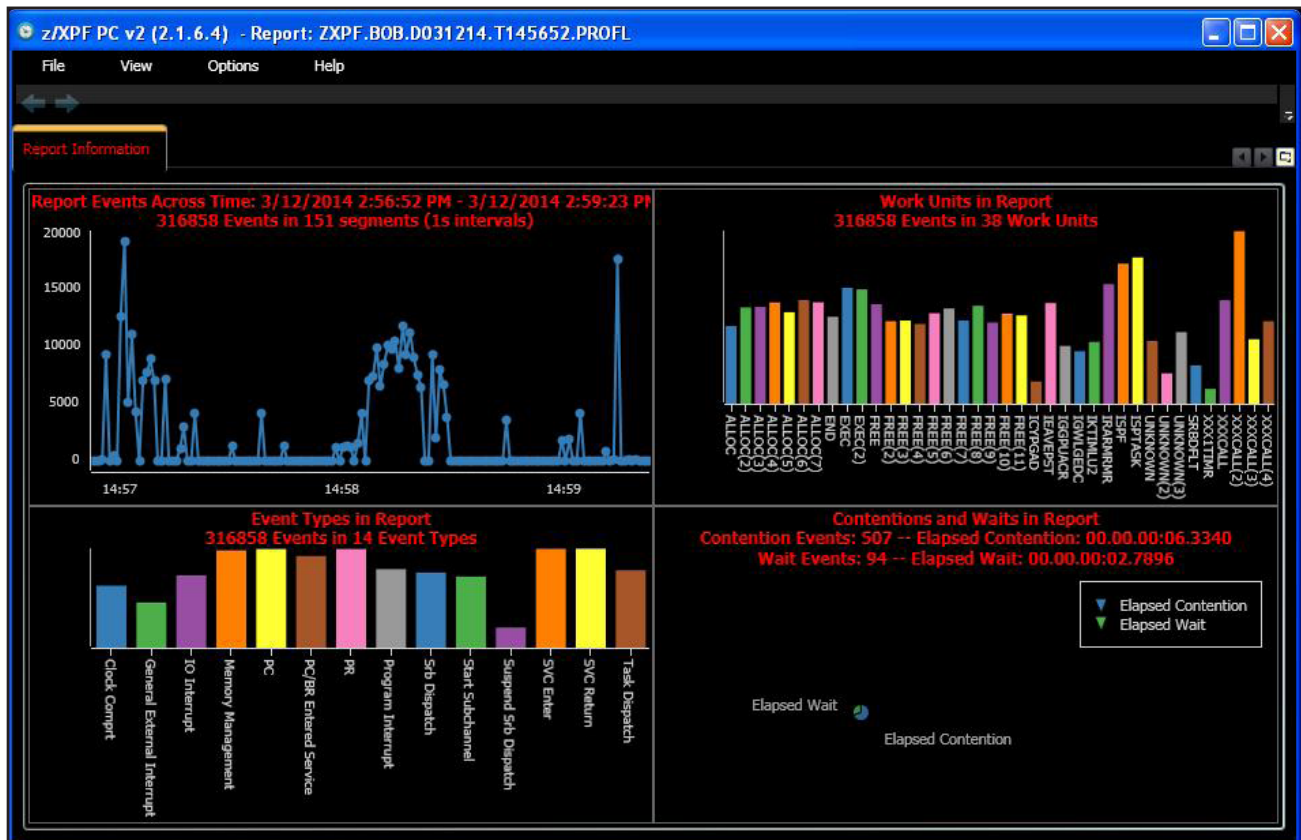 z/XPF PC v2 (2.1.6.4) - Report: ZXPF.BOB.D031214.T145652.PROFL
File View Options Help
Report Information
Report Events Across Time: 3/12/2014 2:56:52 PM - 3/12/2014 2:59:23 PM
316858 Events in 151 segments (1s intervals)
20000
15000
10000
5000
0
14:57
14:58
14:59
Work Units in Report
316858 Events in 38 Work Units
ALLOC
ALLOC(2)
ALLOC(3)
ALLOC(4)
ALLOC(5)
ALLOC(6)
ALLOC(7)
END
EXEC
EXEC(2)
FREE
FREE(2)
FREE(3)
FREE(4)
FREE(5)
FREE(6)
FREE(7)
FREE(8)
FREE(9)
FREE(10)
FREE(11)
ICYPGAD
IEAVEPST
IGGPUACR
IGWLGEDC
IKTIMLU2
IRARMRMR
ISPF
ISPTASK
UNKNOWN
UNKNOWN(2)
UNKNOWN(3)
SRBDFLT
XXX1TIMR
XXXCALL
XXXCALL(2)
XXXCALL(3)
XXXCALL(4)
Event Types in Report
316858 Events in 14 Event Types
Clock Comprt
General External Interrupt
IO Interrupt
Memory Management
PC
PC/BR Entered Service
PR
Program Interrupt
Srb Dispatch
Start Subchannel
Suspend Srb Dispatch
SVC Enter
SVC Return
Task Dispatch
Contentions and Waits in Report
Contention Events: 507 -- Elapsed Contention: 00.00.00:06.3340
Wait Events: 94 -- Elapsed Wait: 00.00.00:02.7896
Elapsed Contention
Elapsed Wait
Elapsed Wait
Elapsed Contention